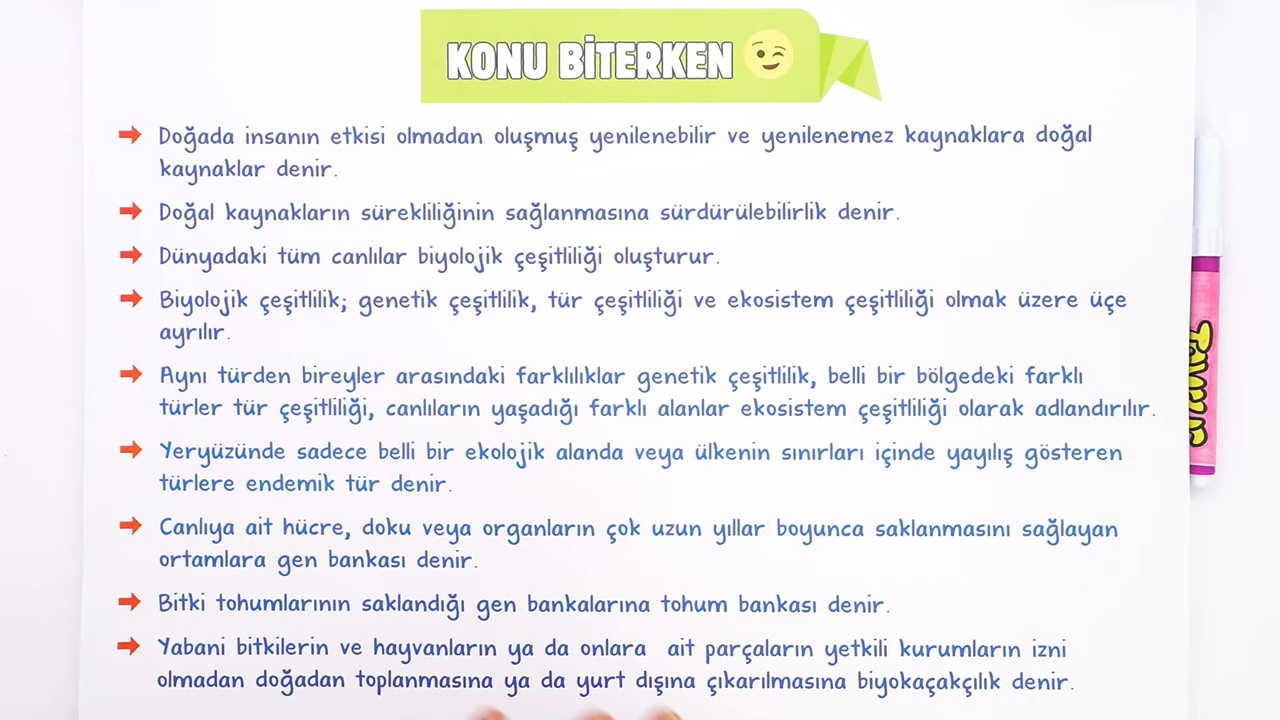 KONU BİTERKEN
Doğada insanın etkisi olmadan oluşmuş yenilenebilir ve yenilenemez kaynaklara doğal
kaynaklar denir.
Doğal kaynakların sürekliliğinin sağlanmasına sürdürülebilirlik denir.
Dünyadaki tüm canlılar biyolojik çeşitliliği oluşturur.
Biyolojik çeşitlilik; genetik çeşitlilik, tür çeşitliliği ve ekosistem çeşitliliği olmak üzere üçe
ayrılır.
Aynı türden bireyler arasındaki farklılıklar genetik çeşitlilik, belli bir bölgedeki farklı
türler tür çeşitliliği, canlıların yaşadığı farklı alanlar ekosistem çeşitliliği olarak adlandırılır.
Yeryüzünde sadece belli bir ekolojik alanda veya ülkenin sınırları içinde yayılış gösteren
türlere endemik tür denir.
Canlıya ait hücre, doku veya organların çok uzun yıllar boyunca saklanmasını sağlayan
ortamlara gen bankası denir.
Bitki tohumlarının saklandığı gen bankalarına tohum bankası denir.
Yabani bitkilerin ve hayvanların ya da onlara ait parçaların yetkili kurumların izni
olmadan doğadan toplanmasına ya da yurt dışına çıkarılmasına biyokaçakçılık denir.